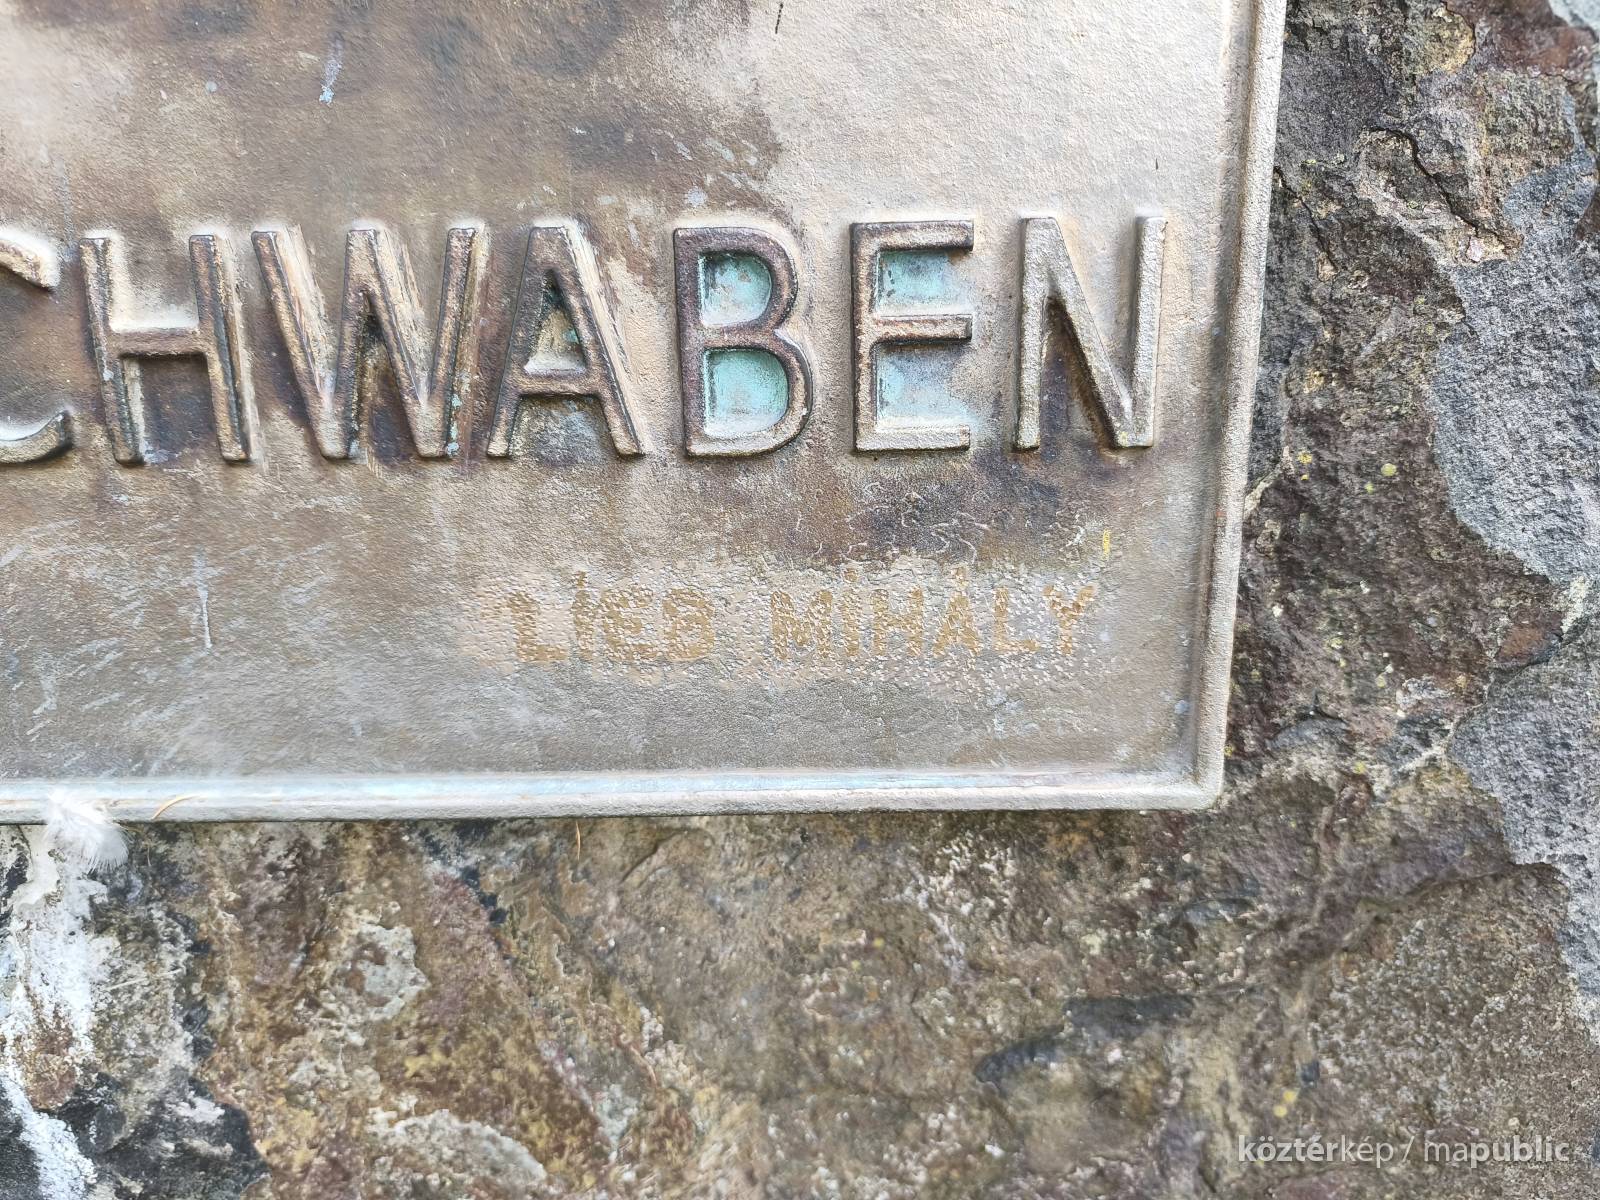 CHWABEN
LIEB MIHÁLY
köztérkép / mapublic